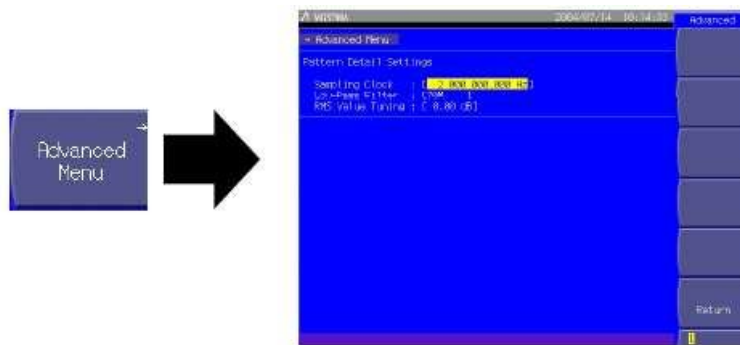 Advanced
Menu
2004/07/14 10:14:33
Advanced
Advanced Menu
Pattern Detail Settings
Sampling Clock : [ 2 000 000 000 Hz]
Low-Pass Filter : [70M ]
RMS Value Tuning : [ 0.00 dB]
Return
1